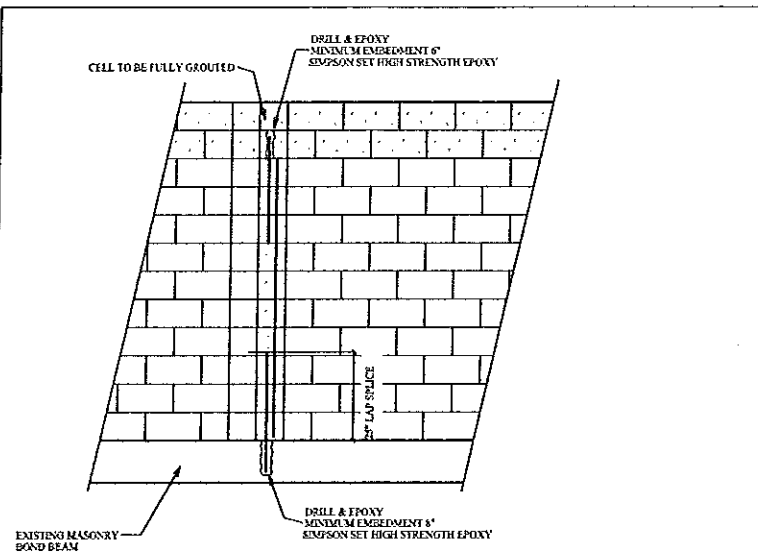 DRILL & EPOXY
MINIMUM EMBEDMENT 6"
SIMPSON SET HIGH STRENGTH EPOXY
CELL TO BE FULLY GROUTED
25" LAP SPLICE
DRILL & EPOXY
MINIMUM EMBEDMENT 8"
SIMPSON SET HIGH STRENGTH EPOXY
EXISTING MASONRY
BOND BEAM